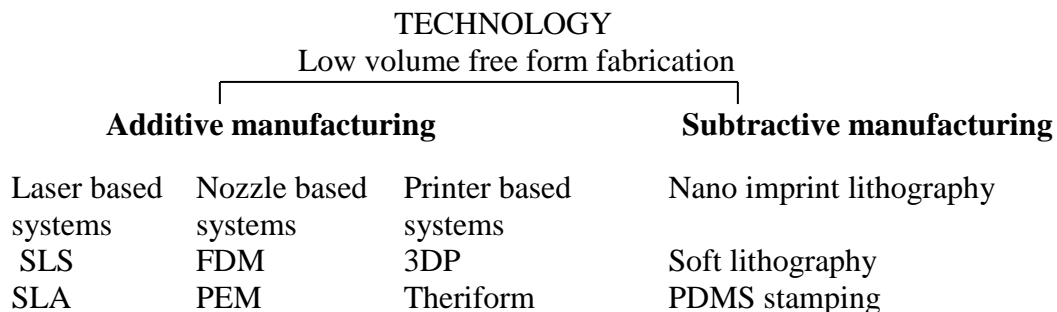 TECHNOLOGY
Low volume free form fabrication
Additive manufacturing Subtractive manufacturing
Laser based Nozzle based Printer based Nano imprint lithography
systems systems systems
SLS FDM 3DP Soft lithography
SLA PEM Theriform PDMS stamping